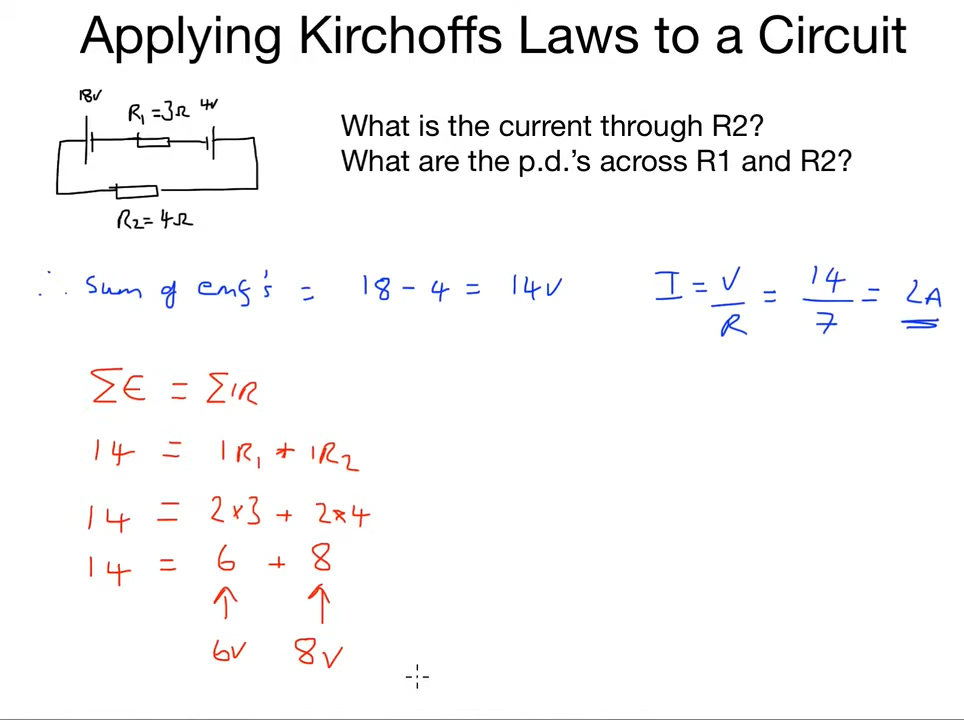 Applying Kirchoffs Laws to a Circuit
18V
R₁ = 3Ω 4V
R₂ = 4Ω
What is the current through R2?
What are the p.d.'s across R1 and R2?
∴ Sum of emf's = 18 - 4 = 14V
I = V/R = 14/7 = 2A
∑ε = ∑IR
14 = IR₁ + IR₂
14 = 2×3 + 2×4
14 = 6 + 8
↑ ↑
6V 8V